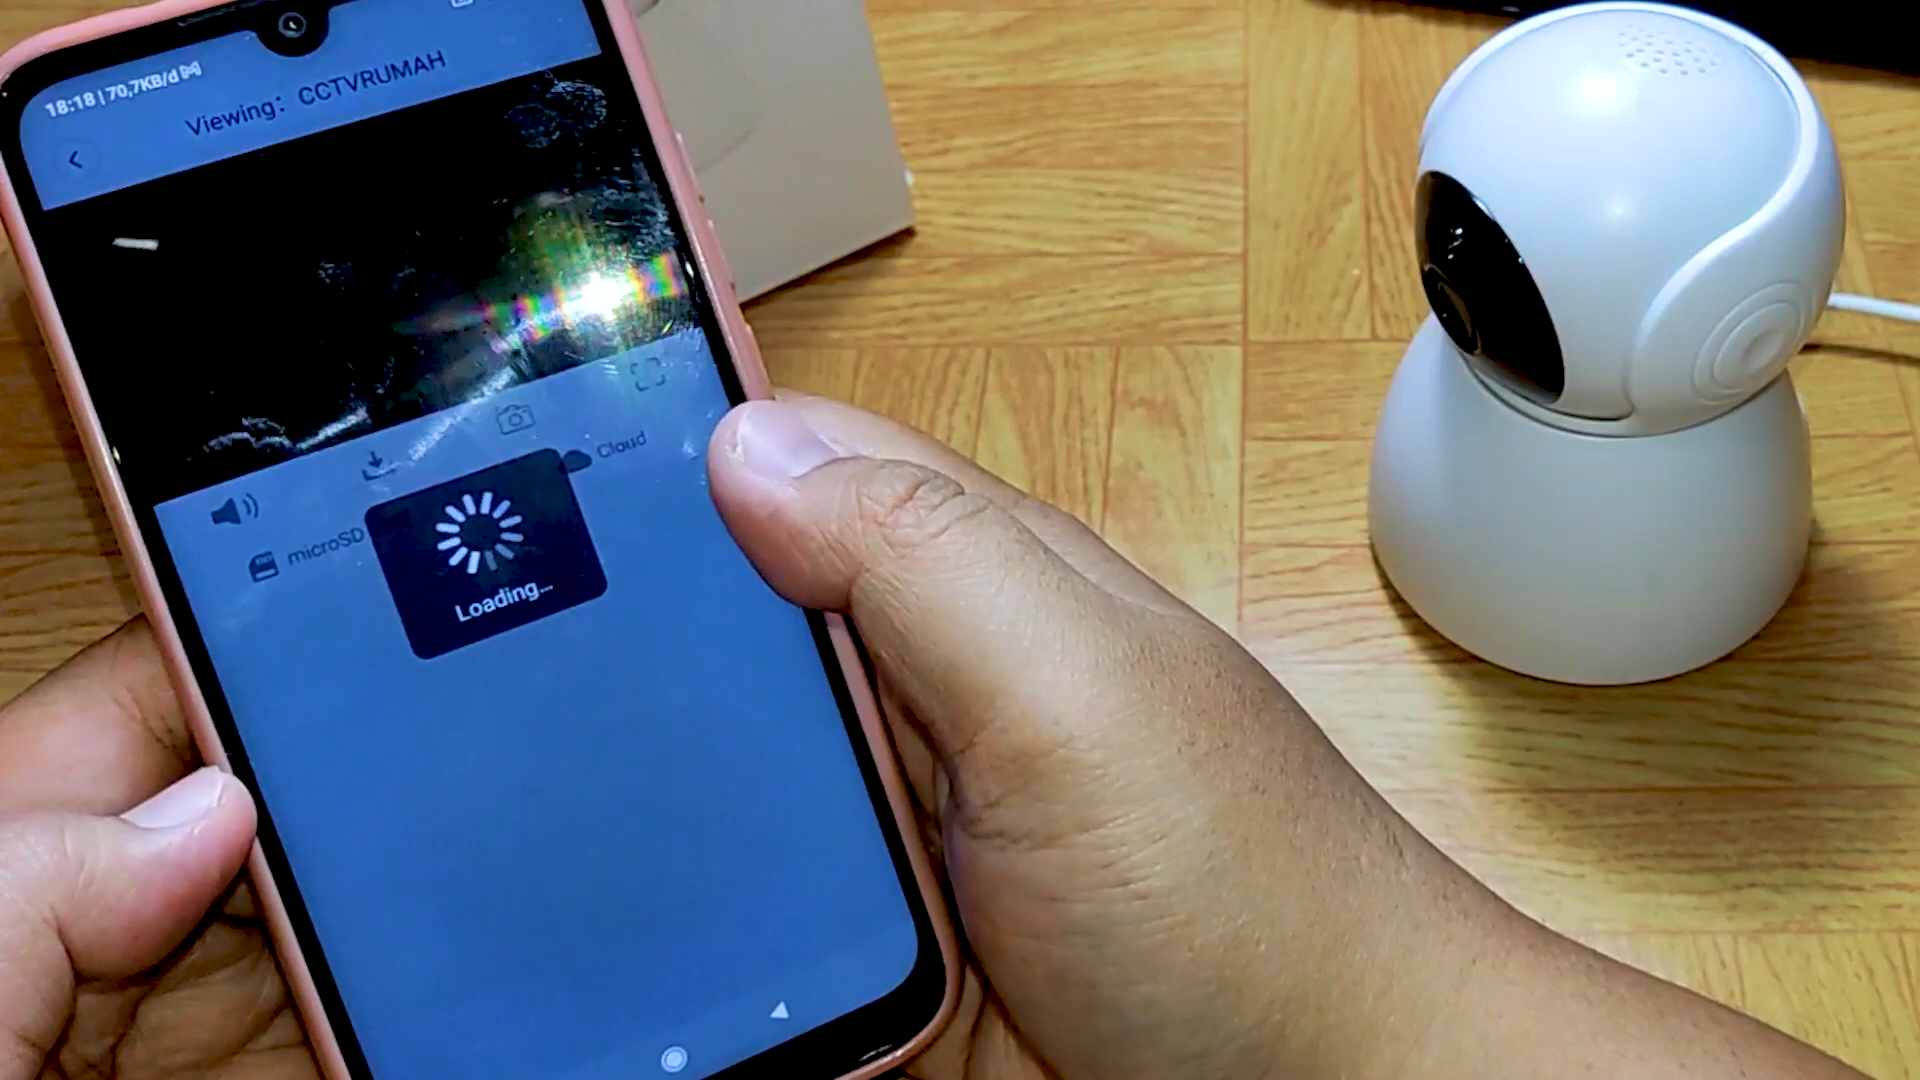 18:18 | 70,7KB/d
Viewing: CCTVRUMAH
microSD
Cloud
Loading...